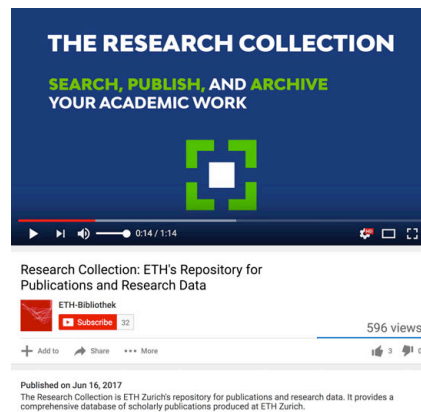 THE RESEARCH COLLECTION
SEARCH, PUBLISH, AND ARCHIVE
YOUR ACADEMIC WORK
0:14 / 1:14
HD
Research Collection: ETH's Repository for
Publications and Research Data
ETH-Bibliothek
Subscribe 32
596 views
Add to Share More
3 0
Published on Jun 16, 2017
The Research Collection is ETH Zurich's repository for publications and research data. It provides a
comprehensive database of scholarly publications produced at ETH Zurich.